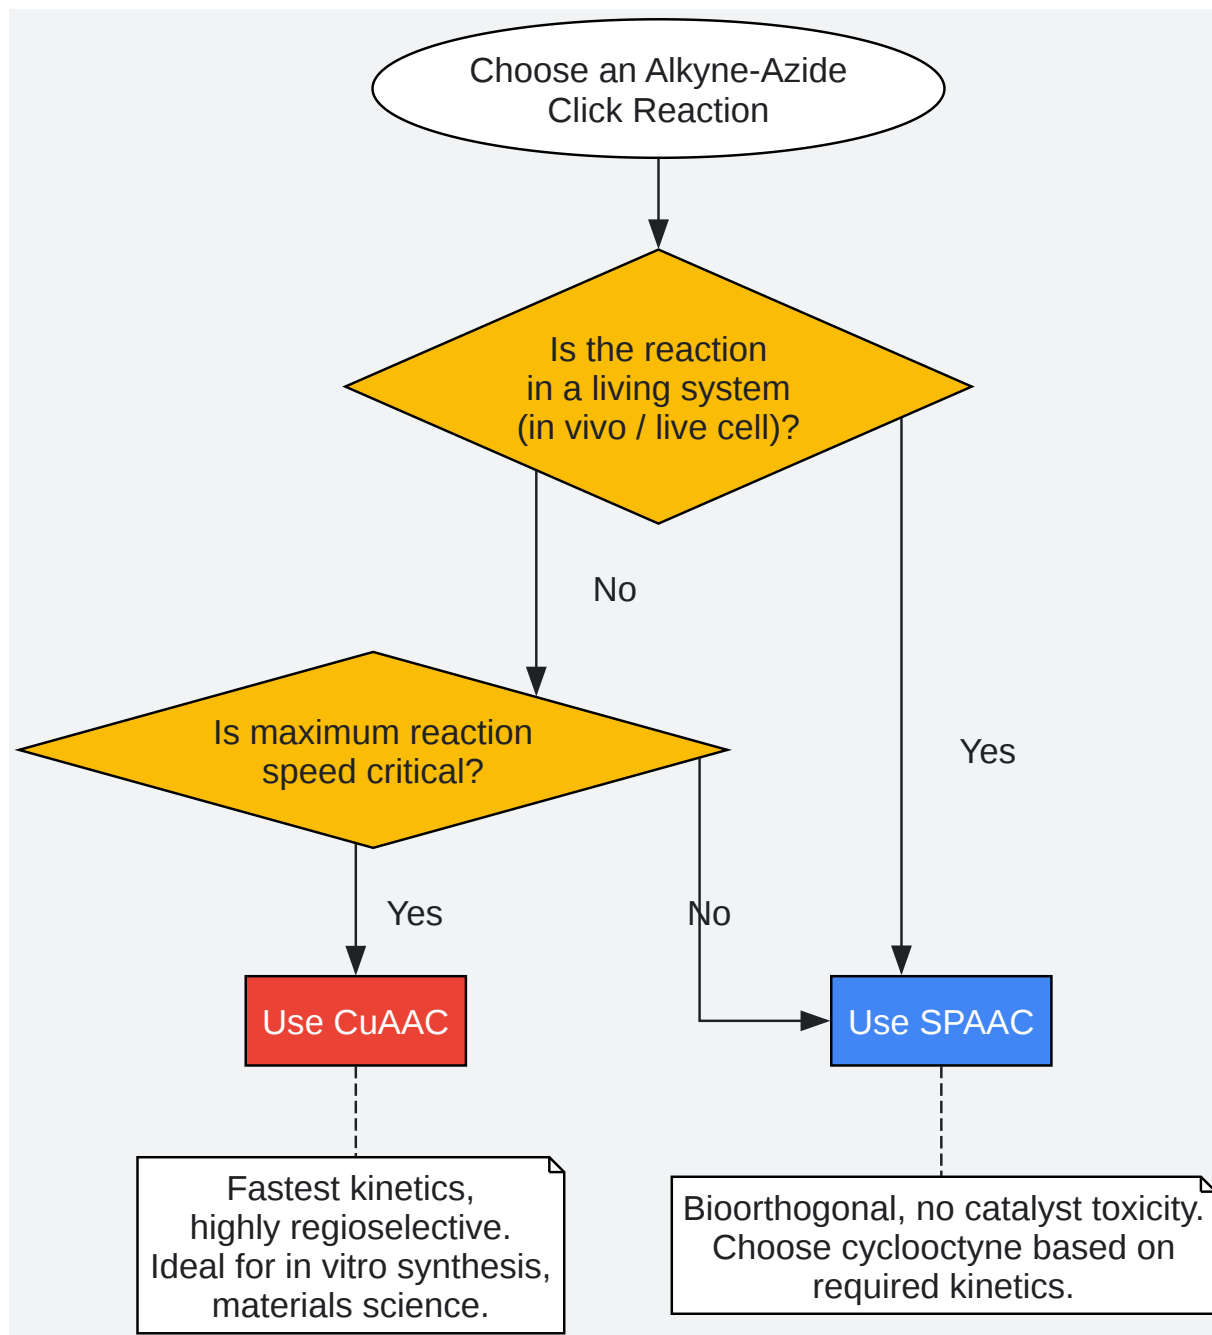 Choose an Alkyne-Azide
Click Reaction
Is the reaction
in a living system
(in vivo / live cell)?
No
Is maximum reaction
speed critical?
Yes
Yes
No
Use CuAAC
Use SPAAC
Fastest kinetics,
highly regioselective.
Ideal for in vitro synthesis,
materials science.
Bioorthogonal, no catalyst toxicity.
Choose cyclooctyne based on
required kinetics.